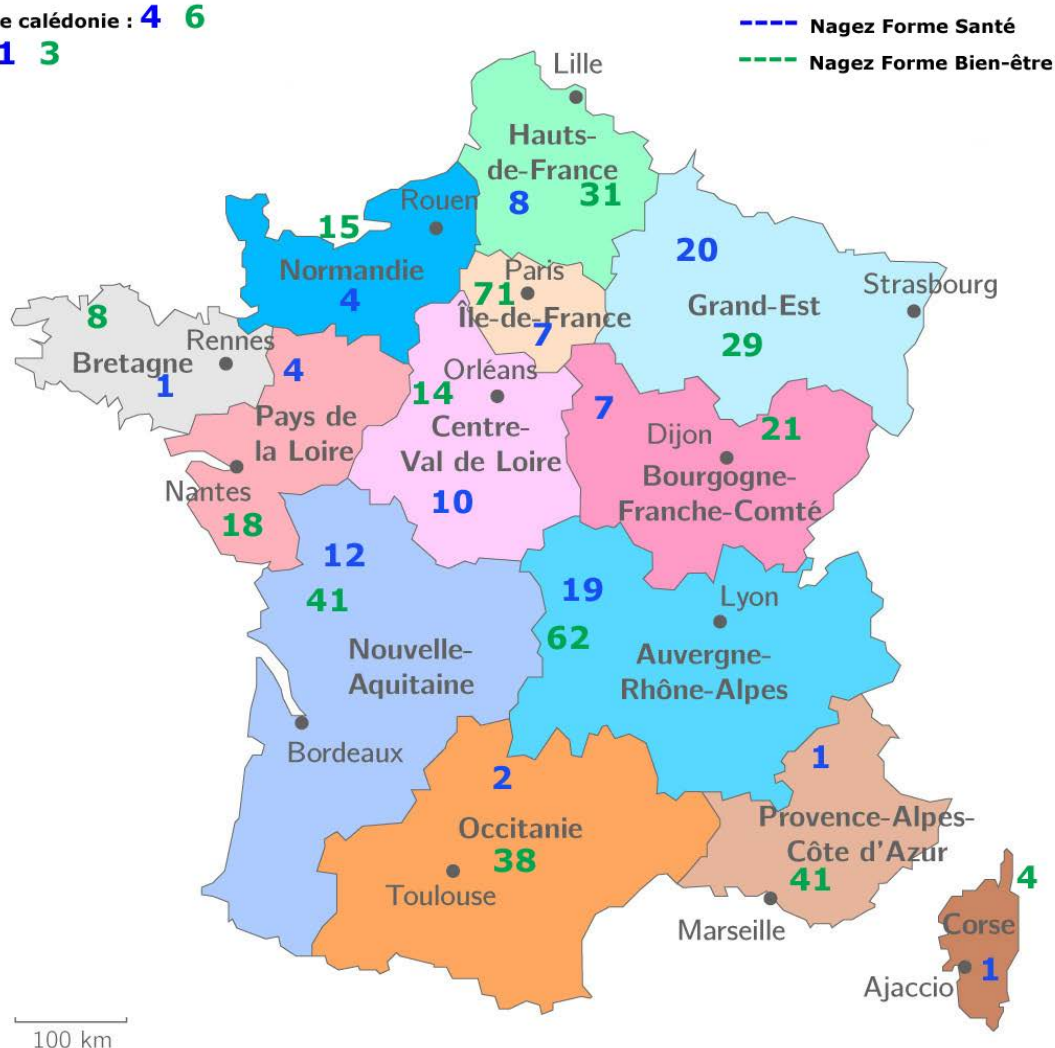 e calédonie : 4 6
1 3
Nagez Forme Santé
Nagez Forme Bien-être
Lille
Hauts-
de-France
8 31
Rouen
15
Normandie
4
20
Grand-Est
Strasbourg
29
Paris
71
Île-de-France
7
8
Rennes
Bretagne
1
4
Pays de
la Loire
Nantes
18
Orléans
14
Centre-
Val de Loire
10
7
21
Dijon
Bourgogne-
Franche-Comté
12
41
Nouvelle-
Aquitaine
Bordeaux
19
62
Lyon
Auvergne-
Rhône-Alpes
2
Occitanie
38
Toulouse
1
Provence-Alpes-
Côte d'Azur
41
Marseille
4
Corse
1
Ajaccio
100 km